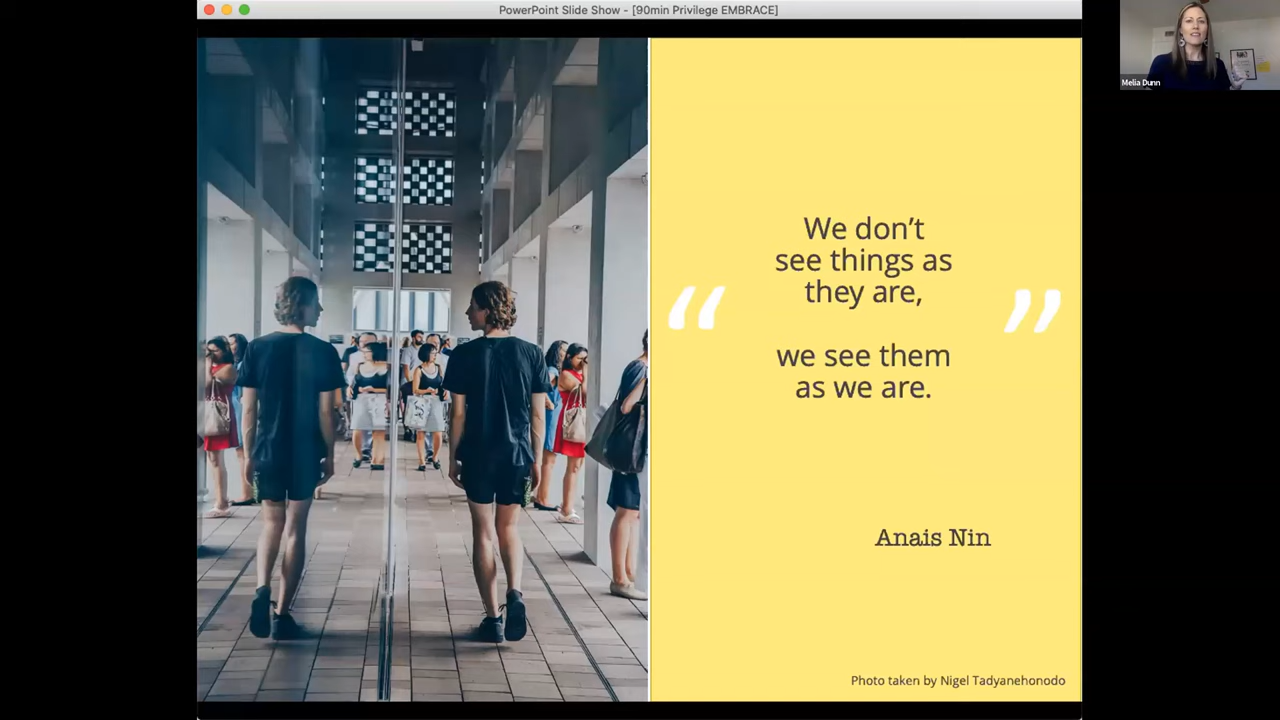 PowerPoint Slide Show - [90min Privilege EMBRACE]
Melia Dunn
“
We don’t
see things as
they are,
we see them
as we are.
”
Anais Nin
Photo taken by Nigel Tadyanehonodo